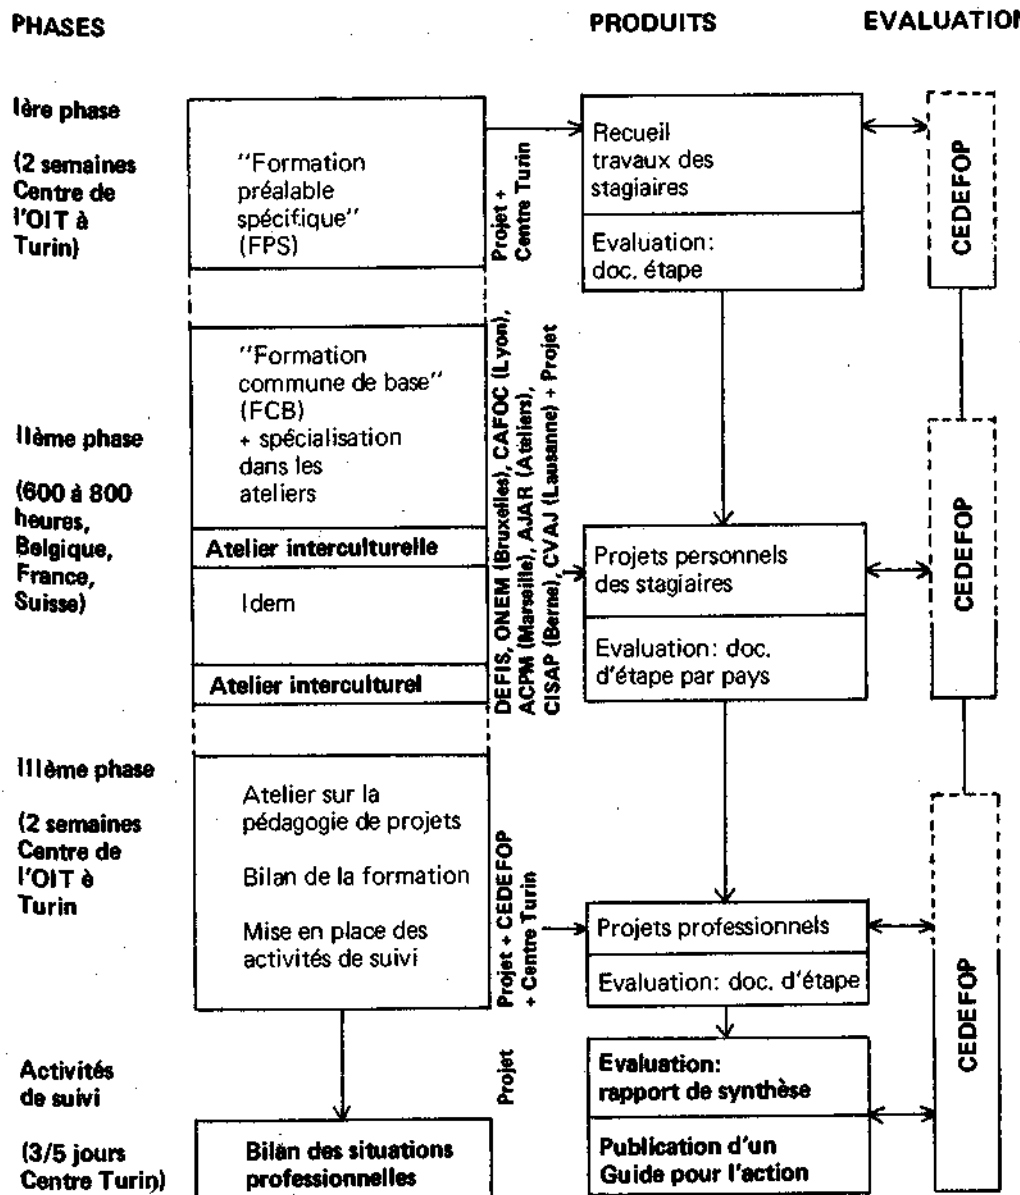 PHASES
PRODUITS
EVALUATION
Ière phase
(2 semaines
Centre de
l'OIT à
Turin)
"Formation
préalable
spécifique"
(FPS)
Projet +
Centre Turin
Recueil
travaux des
stagiaires
Evaluation:
doc. étape
CEDEFOP
IIème phase
(600 à 800
heures,
Belgique,
France,
Suisse)
"Formation
commune de base"
(FCB)
+ spécialisation
dans les
ateliers
Atelier interculturelle
Idem
Atelier interculturel
DEFIS, ONEM (Bruxelles), CAFOC (Lyon),
ACPM (Marseille), AJAR (Ateliers),
CISAP (Berne), CVAJ (Lausanne) + Projet
Projets personnels
des stagiaires
Evaluation: doc.
d'étape par pays
CEDEFOP
IIIème phase
(2 semaines
Centre de
l'OIT è
Turin
Atelier sur la
pédagogie de projets
Bilan de la formation
Mise en place des
activités de suivi
Projet + CEDEFOP
+ Centre Turin
Projets professionnels
Evaluation: doc. d'étape
CEDEFOP
Activités
de suivi
(3/5 jours
Centre Turin)
Bilan des situations
professionnelles
Projet
Evaluation:
rapport de synthèse
Publication d'un
Guide pour l'action